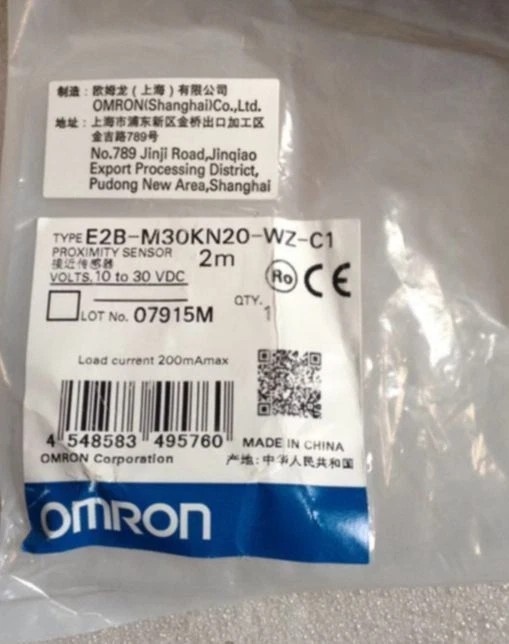 制造：欧姆龙（上海）有限公司
OMRON(Shanghai)Co.,Ltd.
地址：上海市浦东新区金桥出口加工区
金吉路789号
No.789 Jinji Road,Jinqiao
Export Processing District,
Pudong New Area,Shanghai
TYPE E2B-M30KN20-WZ-C1
PROXIMITY SENSOR 2m
接近传感器
VOLTS. 10 to 30 VDC
Ro CE
QTY. 1
LOT No. 07915M
Load current 200mAmax
4 548583 495760
MADE IN CHINA
OMRON Corporation
产地: 中华人民共和国
OMRON